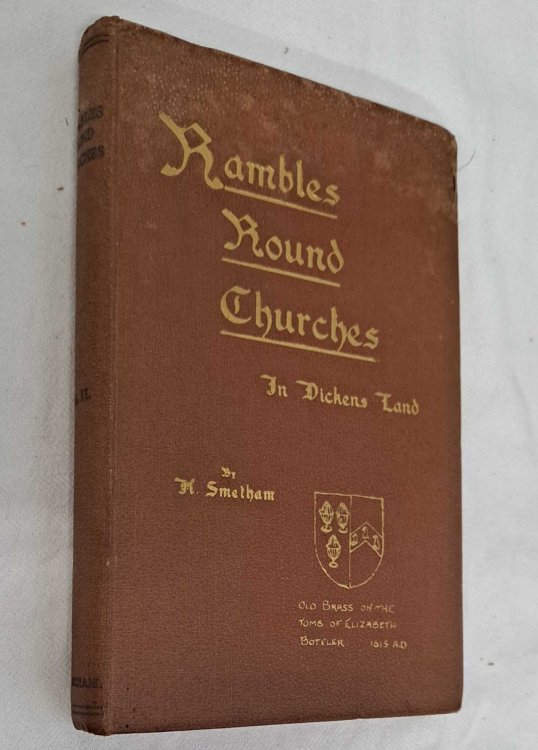 Rambles
Round
Churches
In Dickens Land
By
H. Smetham
OLD BRASS ON THE
TOMB OF ELIZABETH
BOTELER 1615 A.D